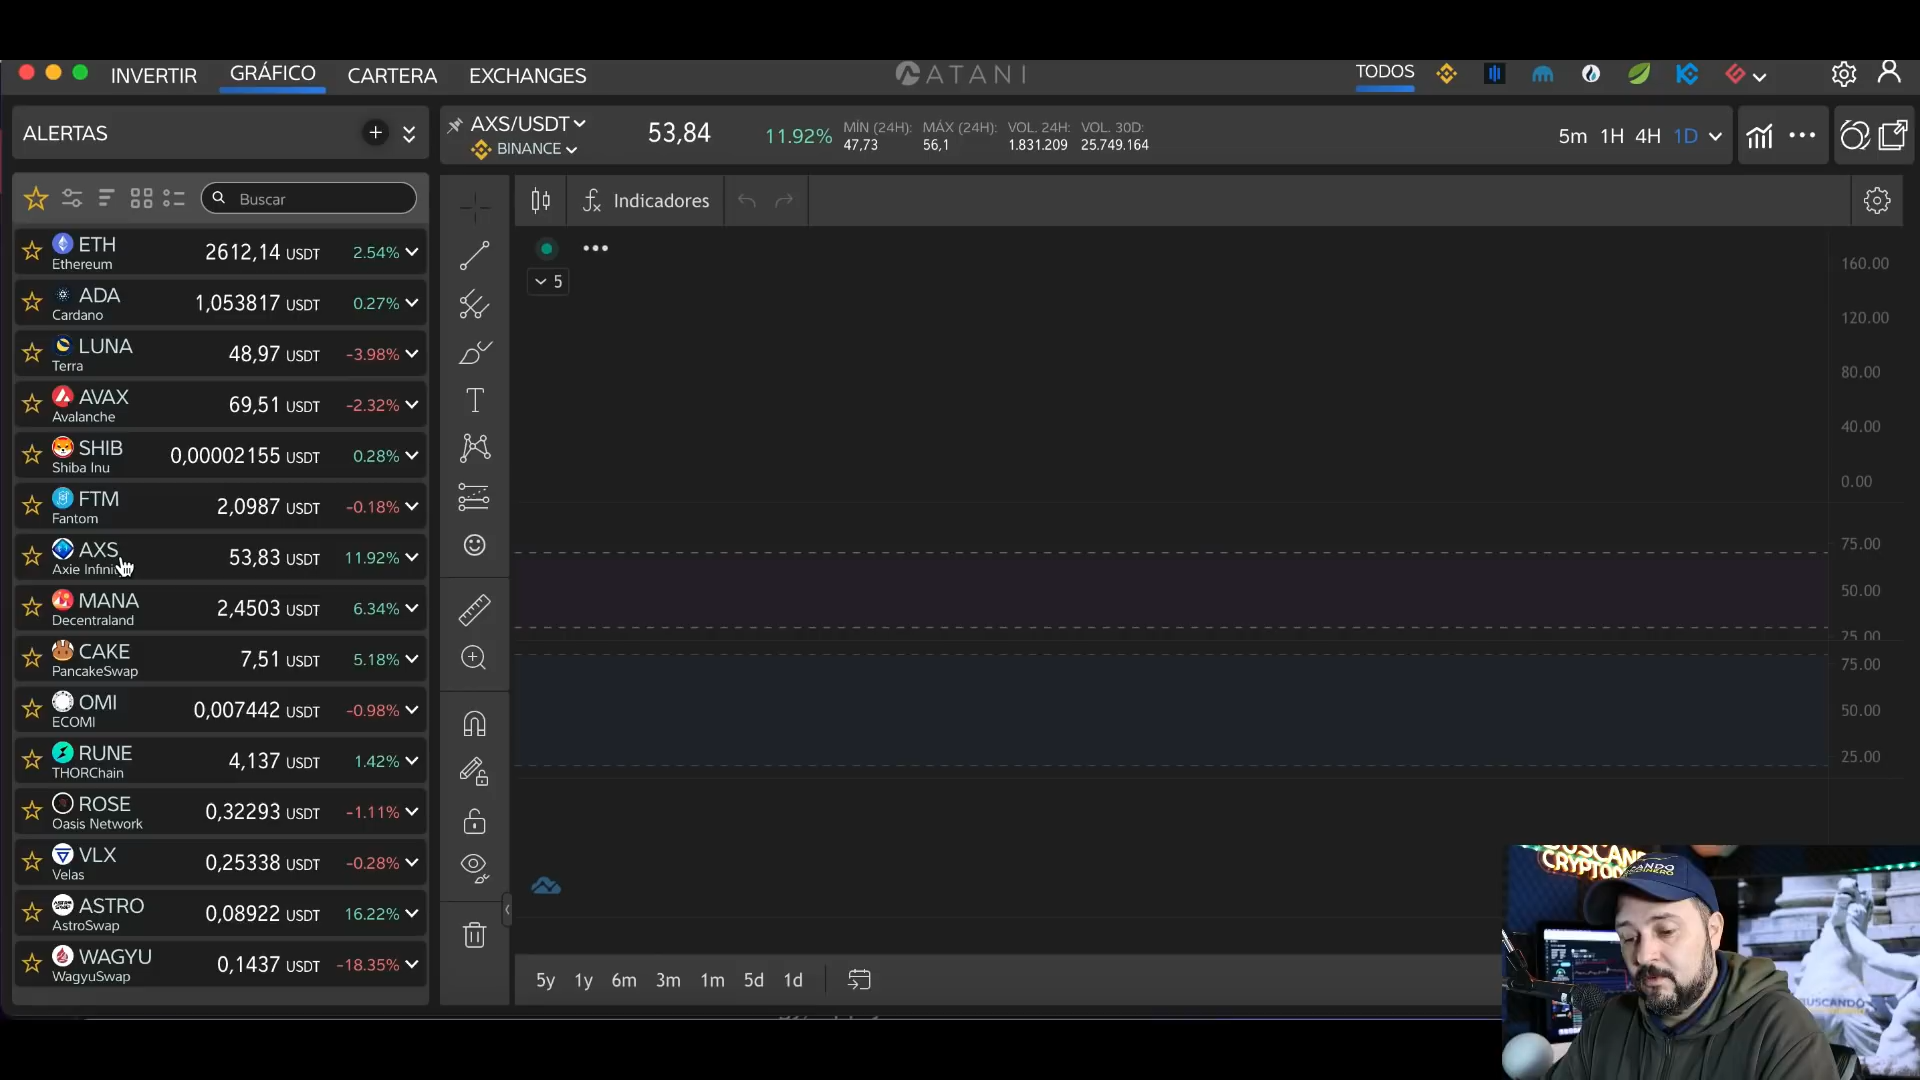 INVERTIR GRÁFICO CARTERA EXCHANGES
ATANI
TODOS
ALERTAS
AXS/USDT
BINANCE
53,84
11.92%
MÍN (24H): MÁX (24H): VOL. 24H: VOL. 30D:
47,73 56,1 1.831.209 25.749.164
5m 1H 4H 1D
Buscar
Indicadores
5
ETH 2612,14 USDT 2.54%
Ethereum
ADA 1,053817 USDT 0.27%
Cardano
LUNA 48,97 USDT -3.98%
Terra
AVAX 69,51 USDT -2.32%
Avalanche
SHIB 0,00002155 USDT 0.28%
Shiba Inu
FTM 2,0987 USDT -0.18%
Fantom
AXS 53,83 USDT 11.92%
Axie Infini
MANA 2,4503 USDT 6.34%
Decentraland
CAKE 7,51 USDT 5.18%
PancakeSwap
OMI 0,007442 USDT -0.98%
ECOMI
RUNE 4,137 USDT 1.42%
THORChain
ROSE 0,32293 USDT -1.11%
Oasis Network
VLX 0,25338 USDT -0.28%
Velas
ASTRO 0,08922 USDT 16.22%
AstroSwap
WAGYU 0,1437 USDT -18.35%
WagyuSwap
T
160.00
120.00
80.00
40.00
0.00
75.00
50.00
25.00
75.00
50.00
25.00
5y 1y 6m 3m 1m 5d 1d
BUSCAN
CRYPTO
BUSCANDO